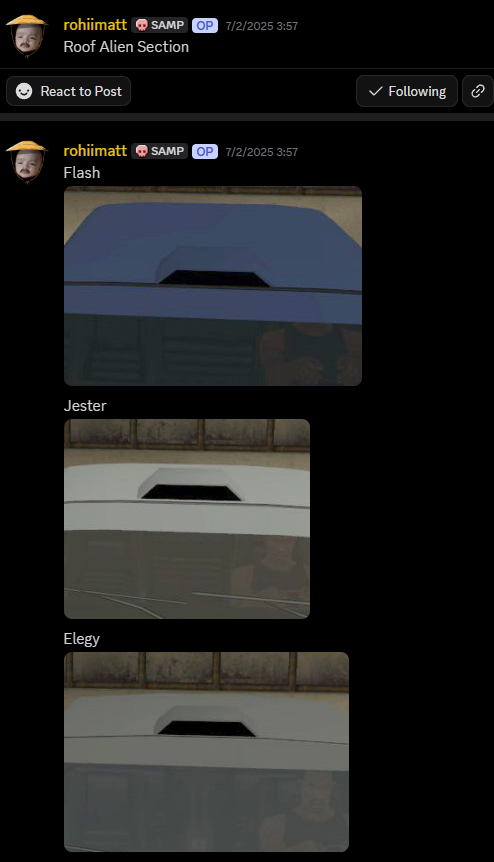 rohiimatt SAMP OP 7/2/2025 3:57
Roof Alien Section
React to Post
Following
rohiimatt SAMP OP 7/2/2025 3:57
Flash
Jester
Elegy